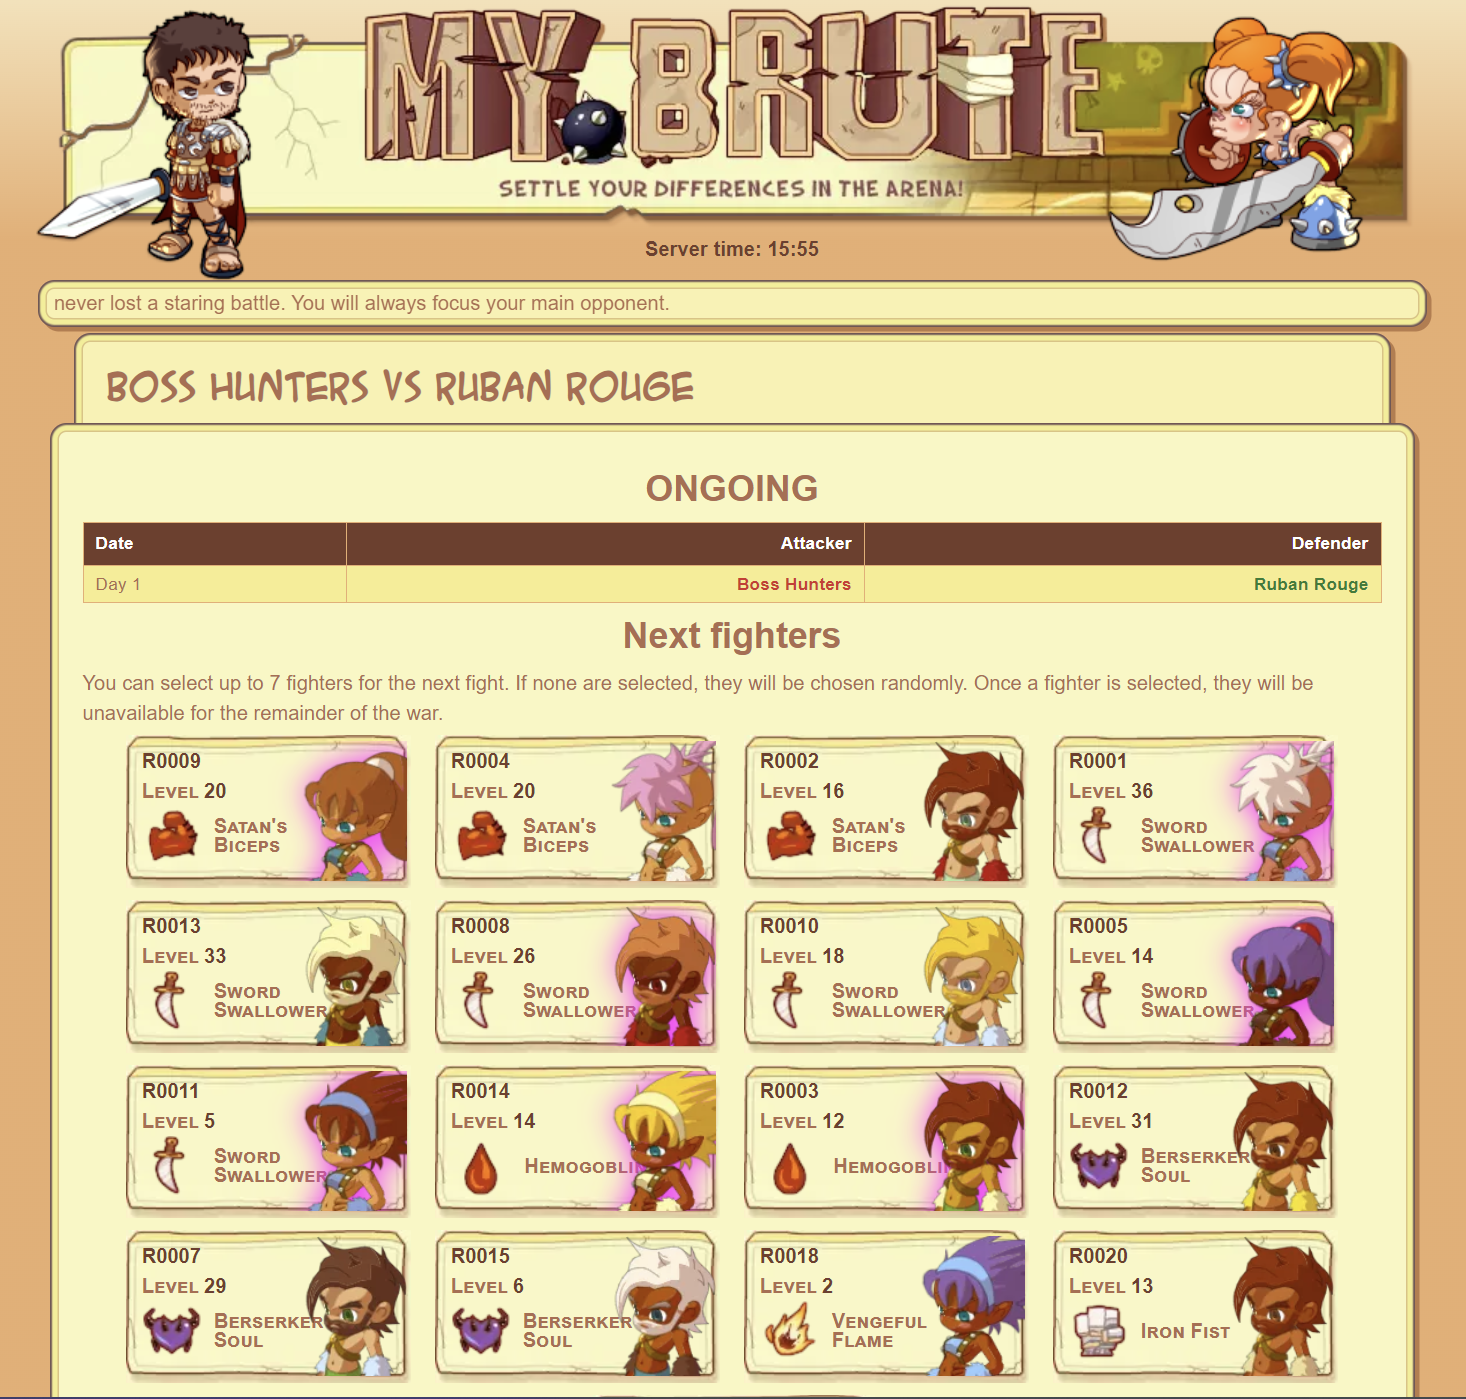 MY BRUTE
SETTLE YOUR DIFFERENCES IN THE ARENA!
Server time: 15:55
never lost a staring battle. You will always focus your main opponent.
BOSS HUNTERS VS RUBAN ROUGE
ONGOING
Date Attacker Defender
Day 1 Boss Hunters Ruban Rouge
Next fighters
You can select up to 7 fighters for the next fight. If none are selected, they will be chosen randomly. Once a fighter is selected, they will be
unavailable for the remainder of the war.
R0009
LEVEL 20
SATAN'S
BICEPS
R0004
LEVEL 20
SATAN'S
BICEPS
R0002
LEVEL 16
SATAN'S
BICEPS
R0001
LEVEL 36
SWORD
SWALLOWER
R0013
LEVEL 33
SWORD
SWALLOWER
R0008
LEVEL 26
SWORD
SWALLOWER
R0010
LEVEL 18
SWORD
SWALLOWER
R0005
LEVEL 14
SWORD
SWALLOWER
R0011
LEVEL 5
SWORD
SWALLOWER
R0014
LEVEL 14
HEMOGOBLIN
R0003
LEVEL 12
HEMOGOBLIN
R0012
LEVEL 31
BERSERKER
SOUL
R0007
LEVEL 29
BERSERKER
SOUL
R0015
LEVEL 6
BERSERKER
SOUL
R0018
LEVEL 2
VENGEFUL
FLAME
R0020
LEVEL 13
IRON FIST